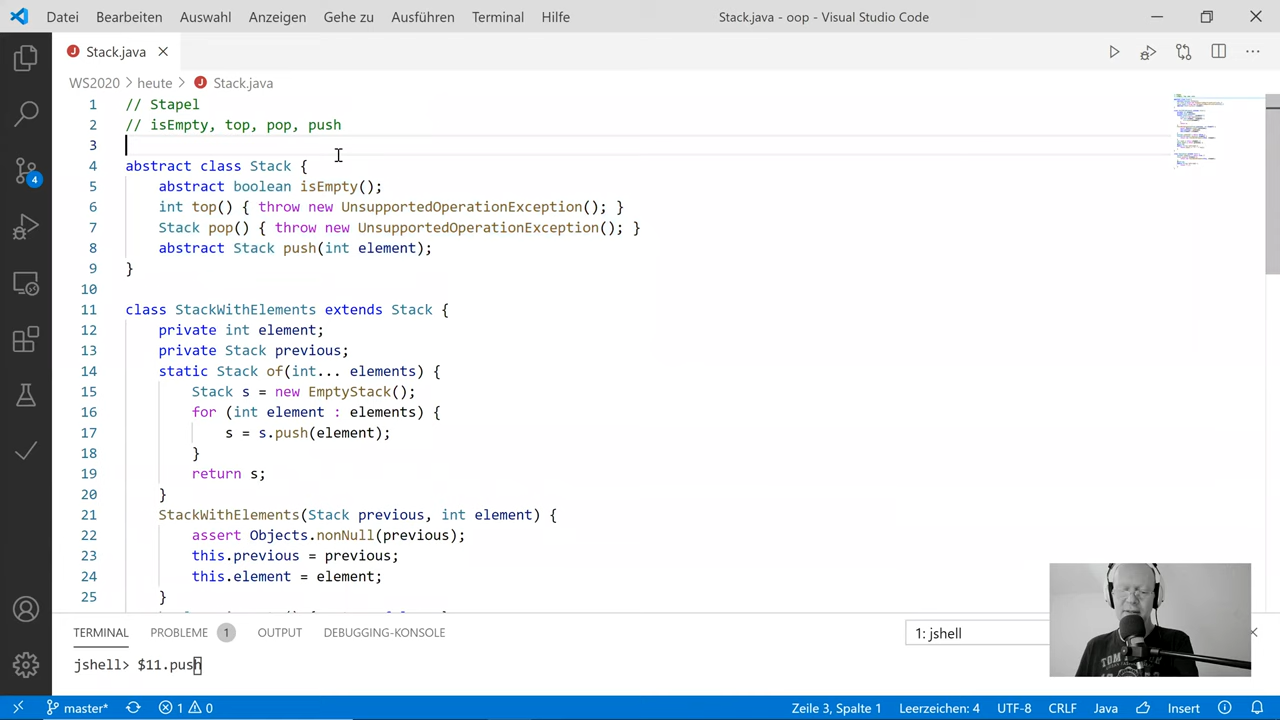 Datei Bearbeiten Auswahl Anzeigen Gehe zu Ausführen Terminal Hilfe Stack.java - oop - Visual Studio Code
Stack.java
WS2020 > heute > Stack.java
1 // Stapel
2 // isEmpty, top, pop, push
3
4 abstract class Stack {
5 abstract boolean isEmpty();
6 int top() { throw new UnsupportedOperationException(); }
7 Stack pop() { throw new UnsupportedOperationException(); }
8 abstract Stack push(int element);
9 }
10
11 class StackWithElements extends Stack {
12 private int element;
13 private Stack previous;
14 static Stack of(int... elements) {
15 Stack s = new EmptyStack();
16 for (int element : elements) {
17 s = s.push(element);
18 }
19 return s;
20 }
21 StackWithElements(Stack previous, int element) {
22 assert Objects.nonNull(previous);
23 this.previous = previous;
24 this.element = element;
25 }
4
TERMINAL PROBLEME 1 OUTPUT DEBUGGING-KONSOLE 1: jshell
jshell> $11.push
TOM
master* 1 0 Zeile 3, Spalte 1 Leerzeichen: 4 UTF-8 CRLF Java Insert